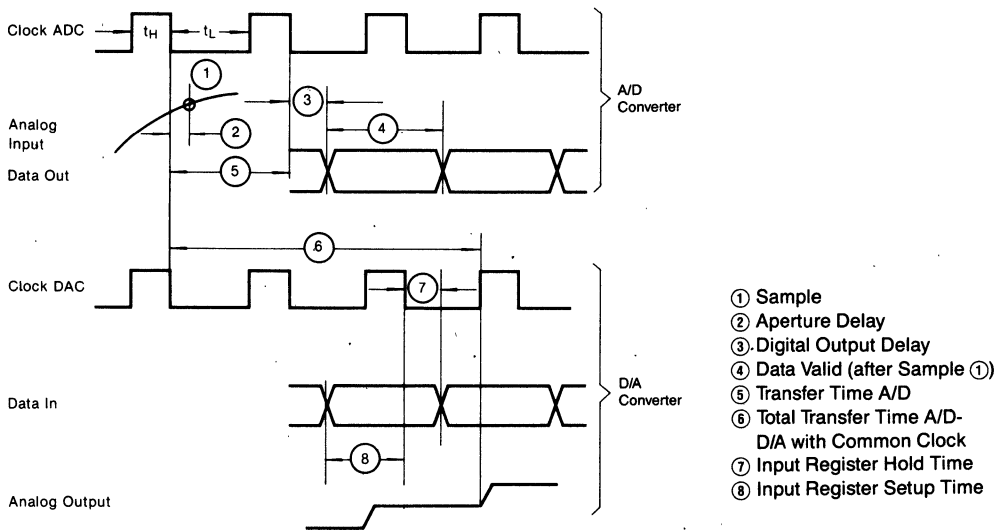 Clock ADC
tH
tL
1
3
A/D
Converter
Analog
Input
2
4
Data Out
5
6
Clock DAC
7
① Sample
② Aperture Delay
③ Digital Output Delay
④ Data Valid (after Sample ①)
⑤ Transfer Time A/D
⑥ Total Transfer Time A/D-
D/A with Common Clock
⑦ Input Register Hold Time
⑧ Input Register Setup Time
Data In
D/A
Converter
8
Analog Output